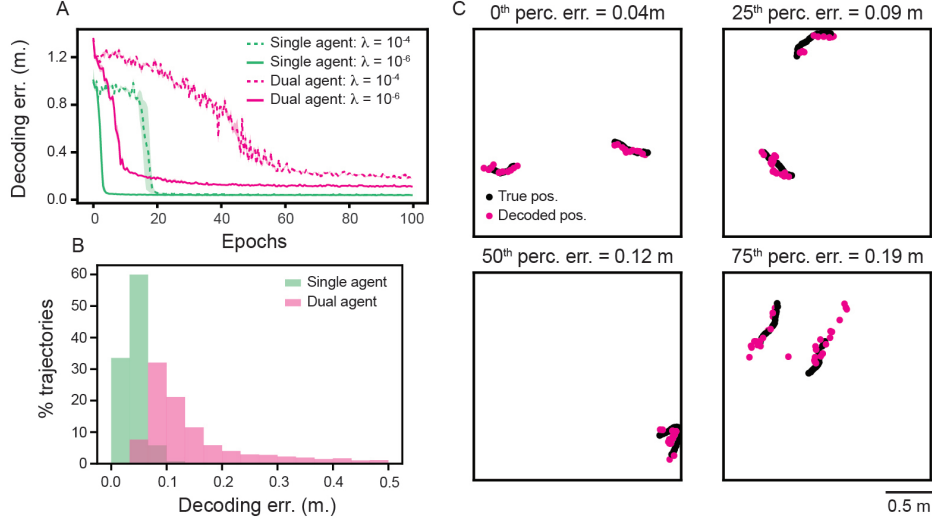 A
Decoding err. (m.)
1.2
0.8
0.4
0.0
0
20
40
60
80
100
Epochs
Single agent: λ = 10⁻⁴
Single agent: λ = 10⁻⁶
Dual agent: λ = 10⁻⁴
Dual agent: λ = 10⁻⁶
B
% trajectories
60
50
40
30
20
10
0
0.0
0.1
0.2
0.3
0.4
0.5
Decoding err. (m.)
Single agent
Dual agent
C
0ᵗʰ perc. err. = 0.04m
True pos.
Decoded pos.
25ᵗʰ perc. err. = 0.09 m
50ᵗʰ perc. err. = 0.12 m
75ᵗʰ perc. err. = 0.19 m
0.5 m